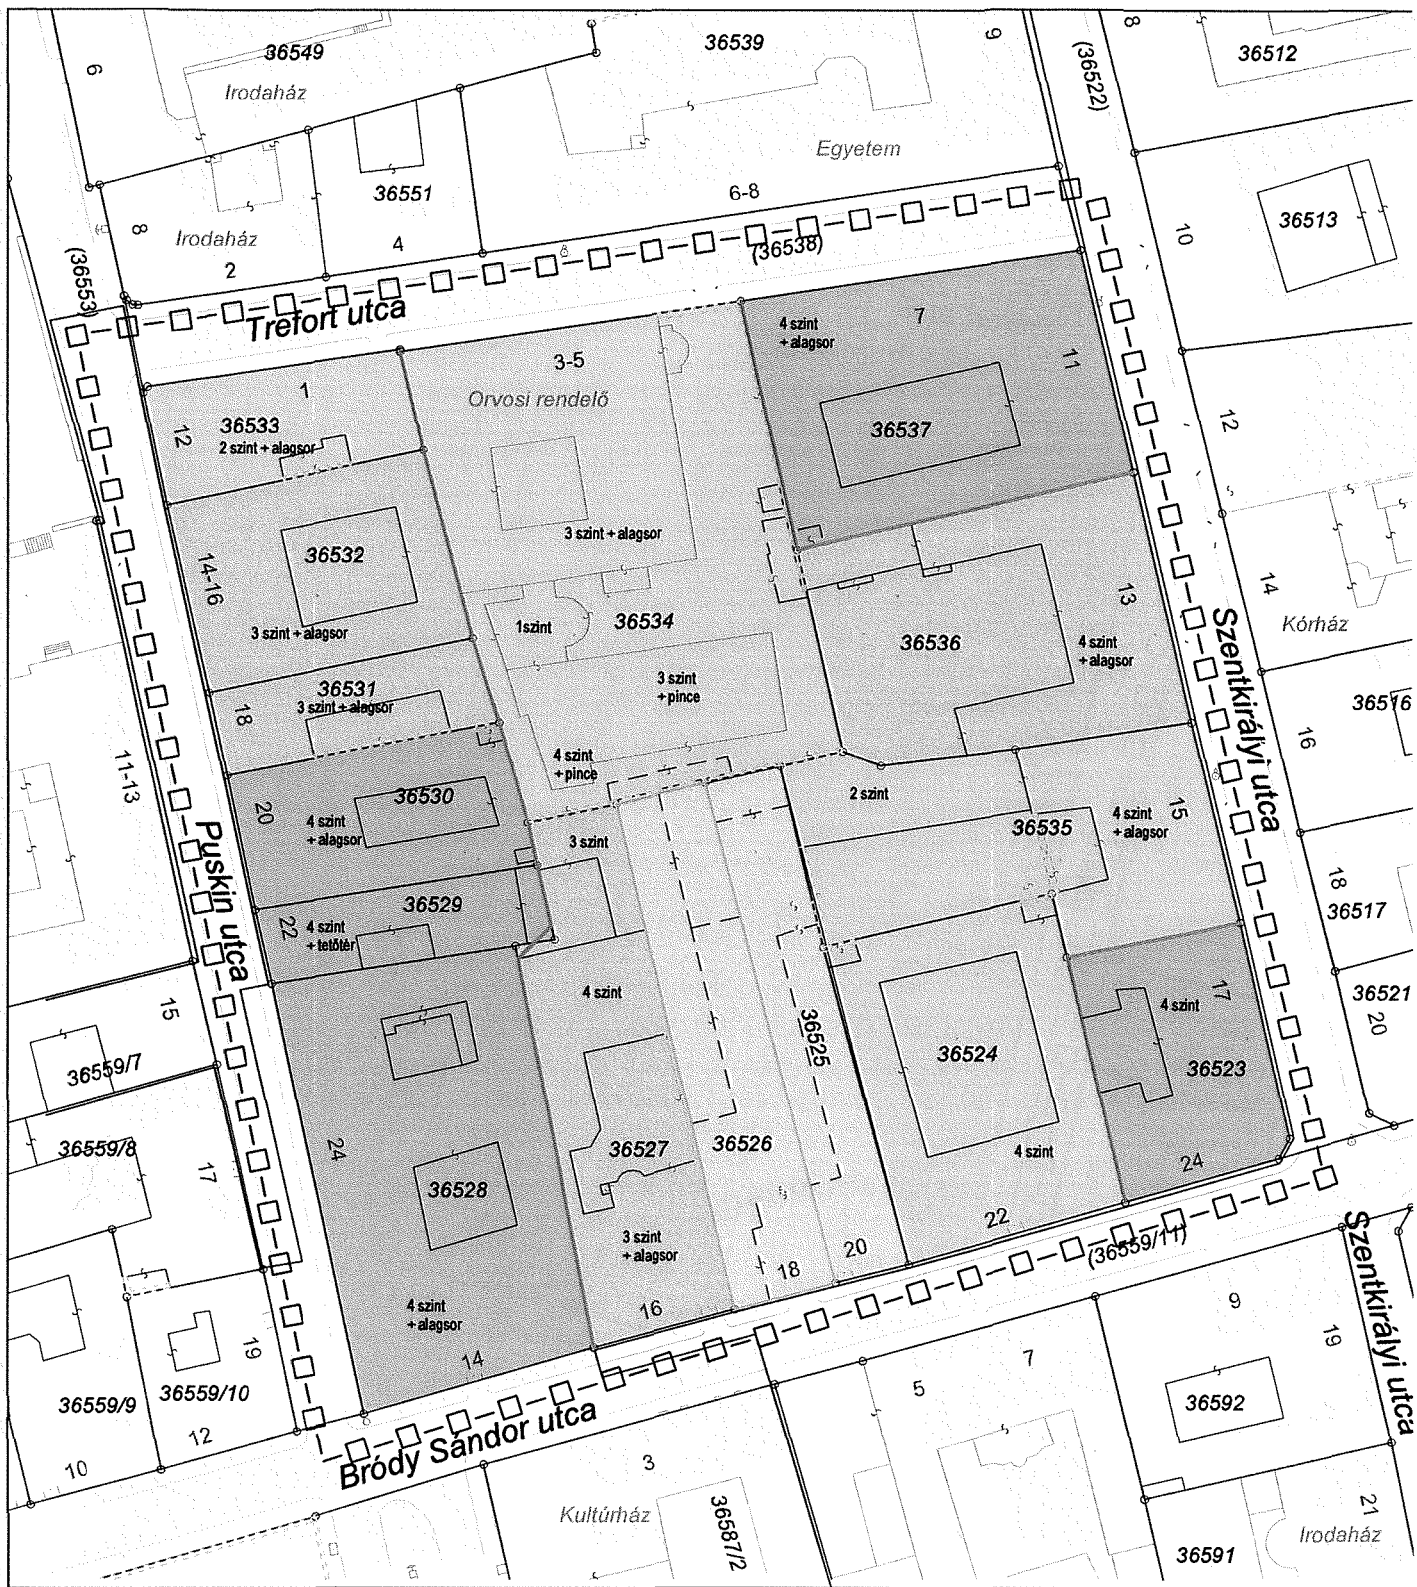 36549
36539
9
8
36512
6
Irodaház
(36522)
Egyetem
36551
6-8
10
36513
8
Irodaház
4
2
(36538)
(36553)
Trefort utca
7
4 szint
+ alagsor
3-5
11
1
Orvosi rendelő
12
36533
2 szint + alagsor
36537
12
36532
14-16
3 szint + alagsor
14
13
Kórház
3 szint + alagsor
1szint
36534
36536
4 szint
+ alagsor
Szentkirályi utca
36531
3 szint + alagsor
18
3 szint
+ pince
36516
16
11-13
4 szint
+ pince
20
36530
4 szint
+ alagsor
2 szint
15
4 szint
+ alagsor
36535
3 szint
Puskin utca
18
36517
36529
22
4 szint
+ tetőtér
4 szint
17
4 szint
36521
20
15
36525
36524
36523
36559/7
36559/8
24
36527
36526
4 szint
17
36528
24
22
3 szint
+ alagsor
(36559/11)
Szentkirályi utca
20
18
4 szint
+ alagsor
16
9
19
19
14
7
5
36559/9
36559/10
36592
12
Bródy Sándor utca
10
3
Kultúrház
36587/2
21
Irodaház
36591